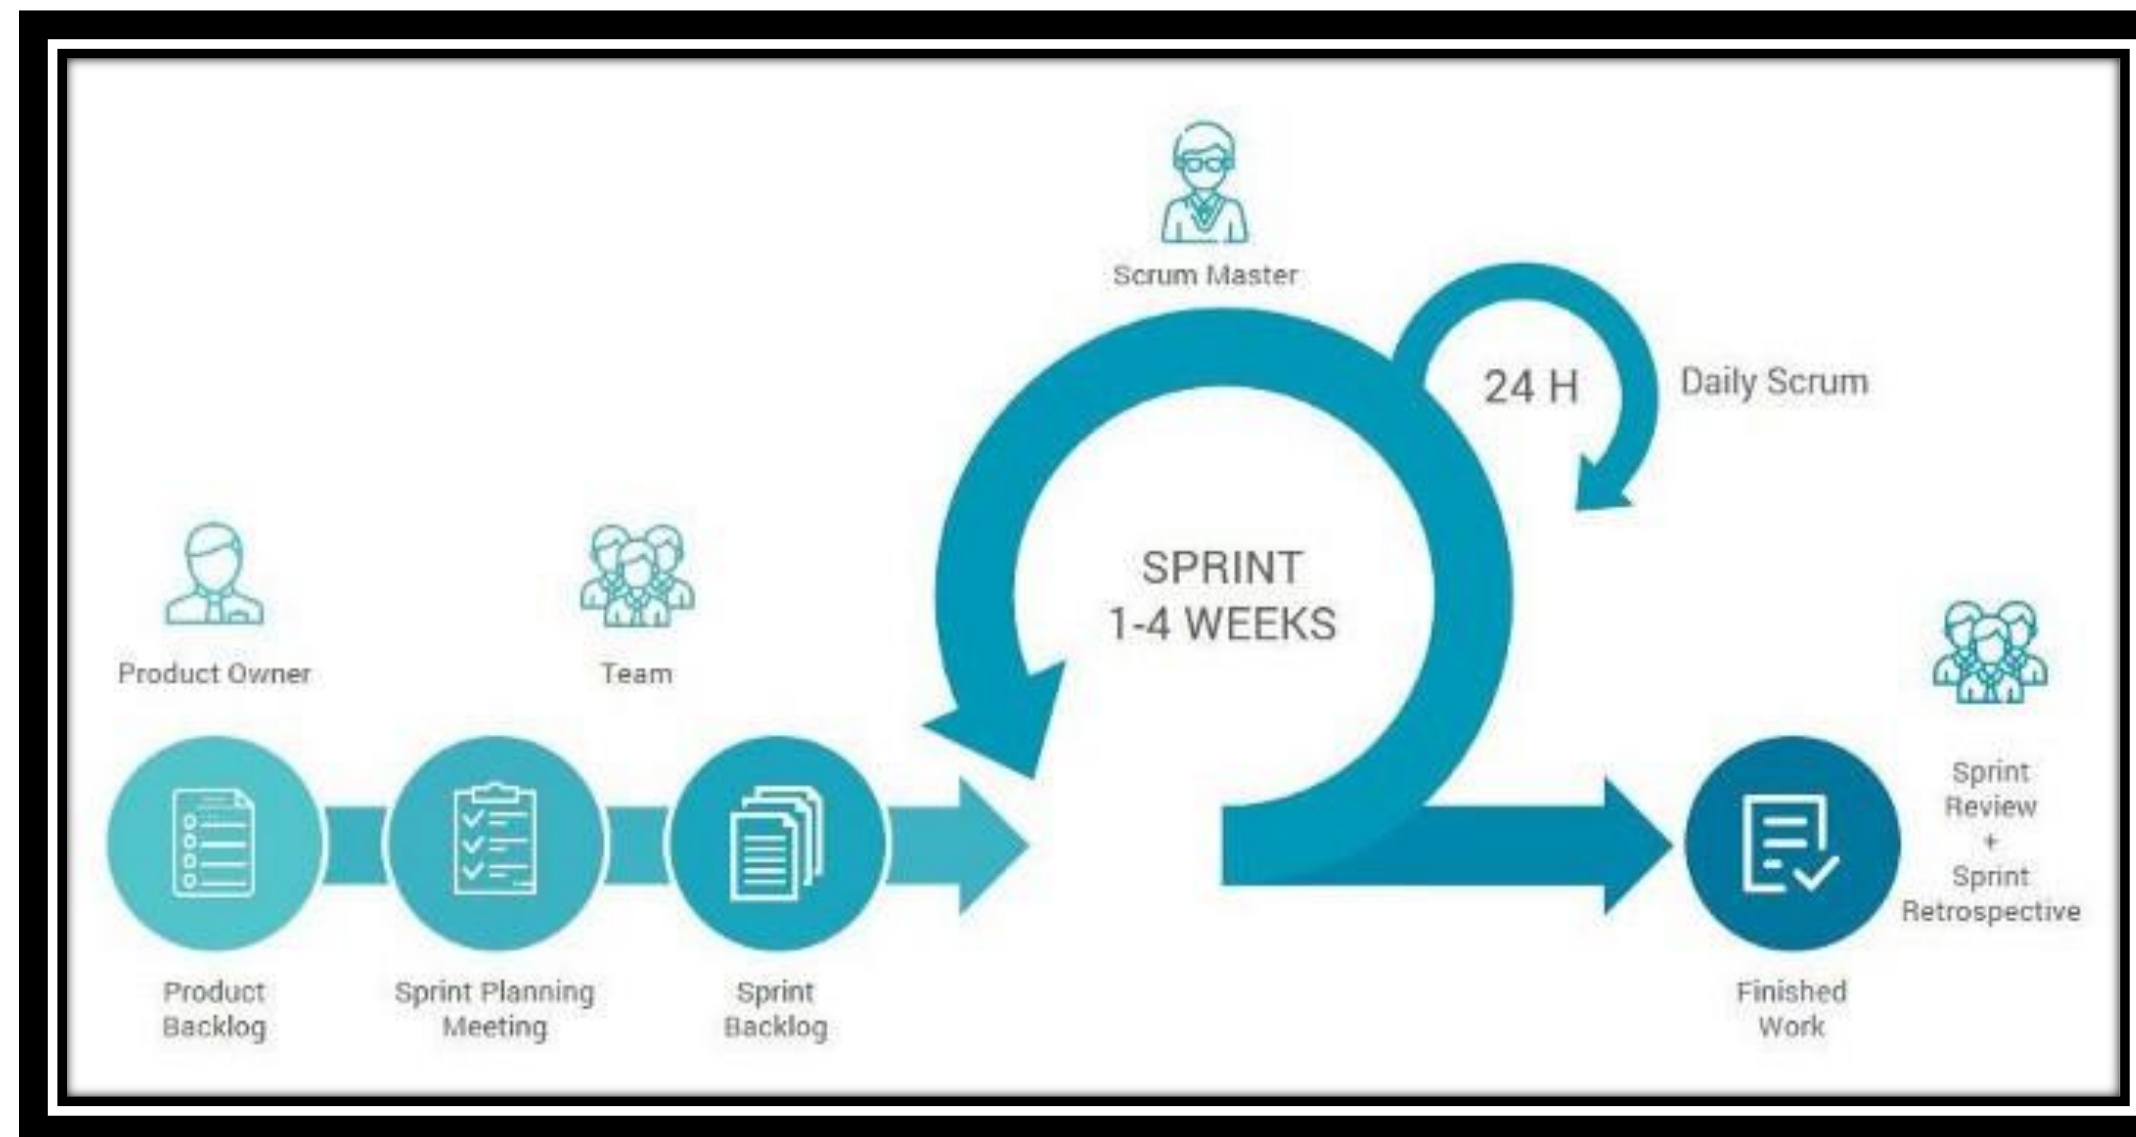 Scrum Master
24 H
Daily Scrum
SPRINT
1-4 WEEKS
Product Owner
Team
Sprint
Review
+
Sprint
Retrospective
Product
Backlog
Sprint Planning
Meeting
Sprint
Backlog
Finished
Work